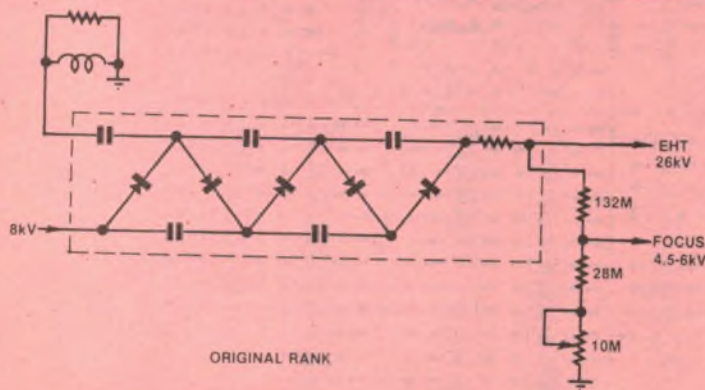 EHT
26kV
132M
8kV
FOCUS
4.5-6kV
28M
10M
ORIGINAL RANK